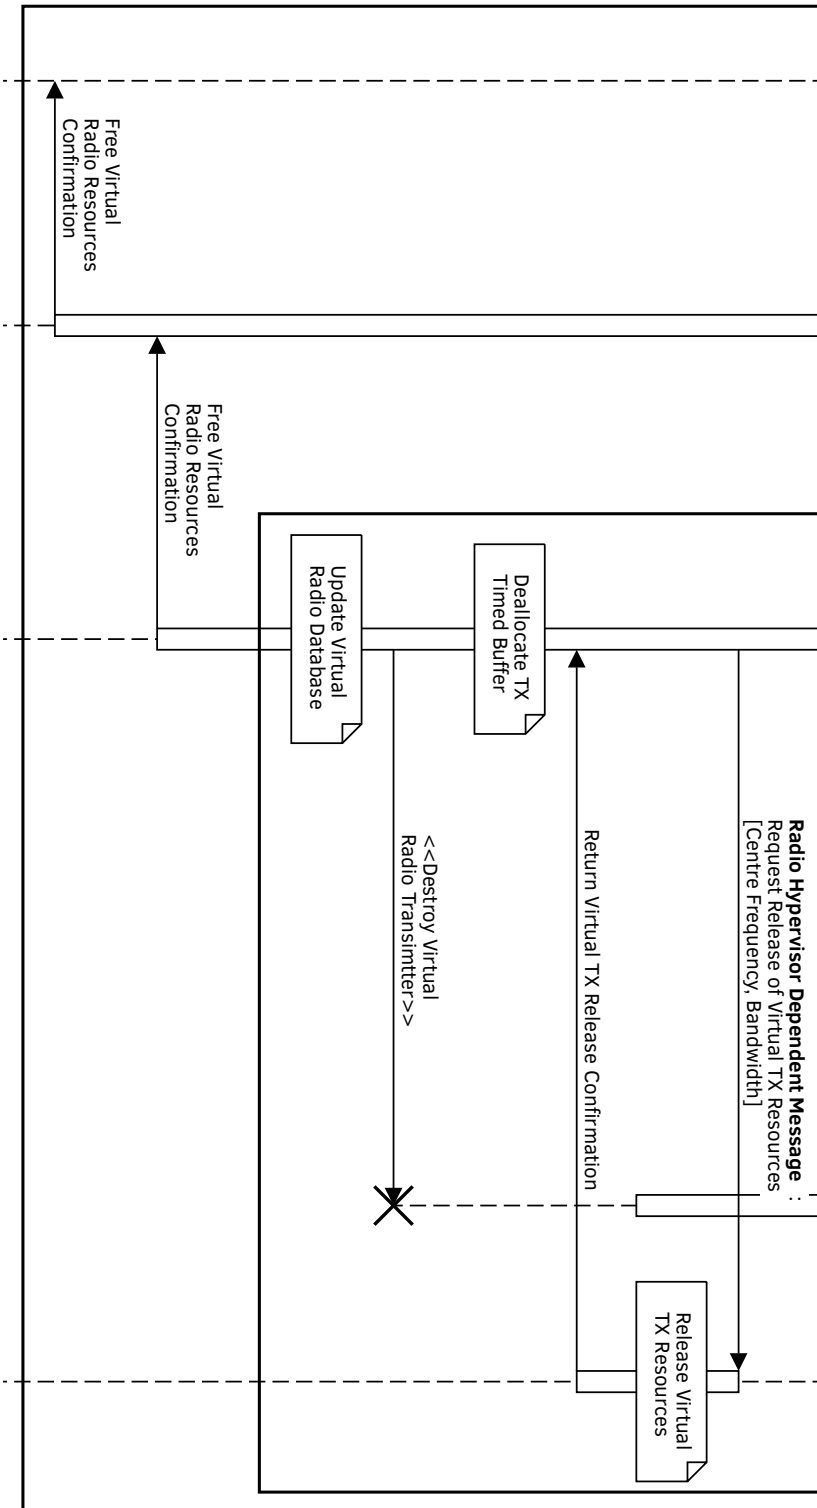 Radio Hypervisor Dependent Message :
Request Release of Virtual TX Resources
[Centre Frequency, Bandwidth]
Release Virtual
TX Resources
Return Virtual TX Release Confirmation
Deallocate TX
Timed Buffer
<<Destroy Virtual
Radio Transimtter>>
Update Virtual
Radio Database
Free Virtual
Radio Resources
Confirmation
Free Virtual
Radio Resources
Confirmation